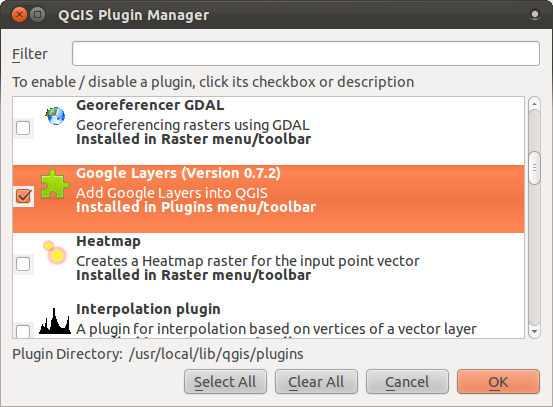 QGIS Plugin Manager
Filter
To enable / disable a plugin, click its checkbox or description
Georeferencer GDAL
Georeferencing rasters using GDAL
Installed in Raster menu/toolbar
Google Layers (Version 0.7.2)
Add Google Layers into QGIS
Installed in Plugins menu/toolbar
Heatmap
Creates a Heatmap raster for the input point vector
Installed in Raster menu/toolbar
Interpolation plugin
A plugin for interpolation based on vertices of a vector layer
Plugin Directory: /usr/local/lib/qgis/plugins
Select All
Clear All
Cancel
OK